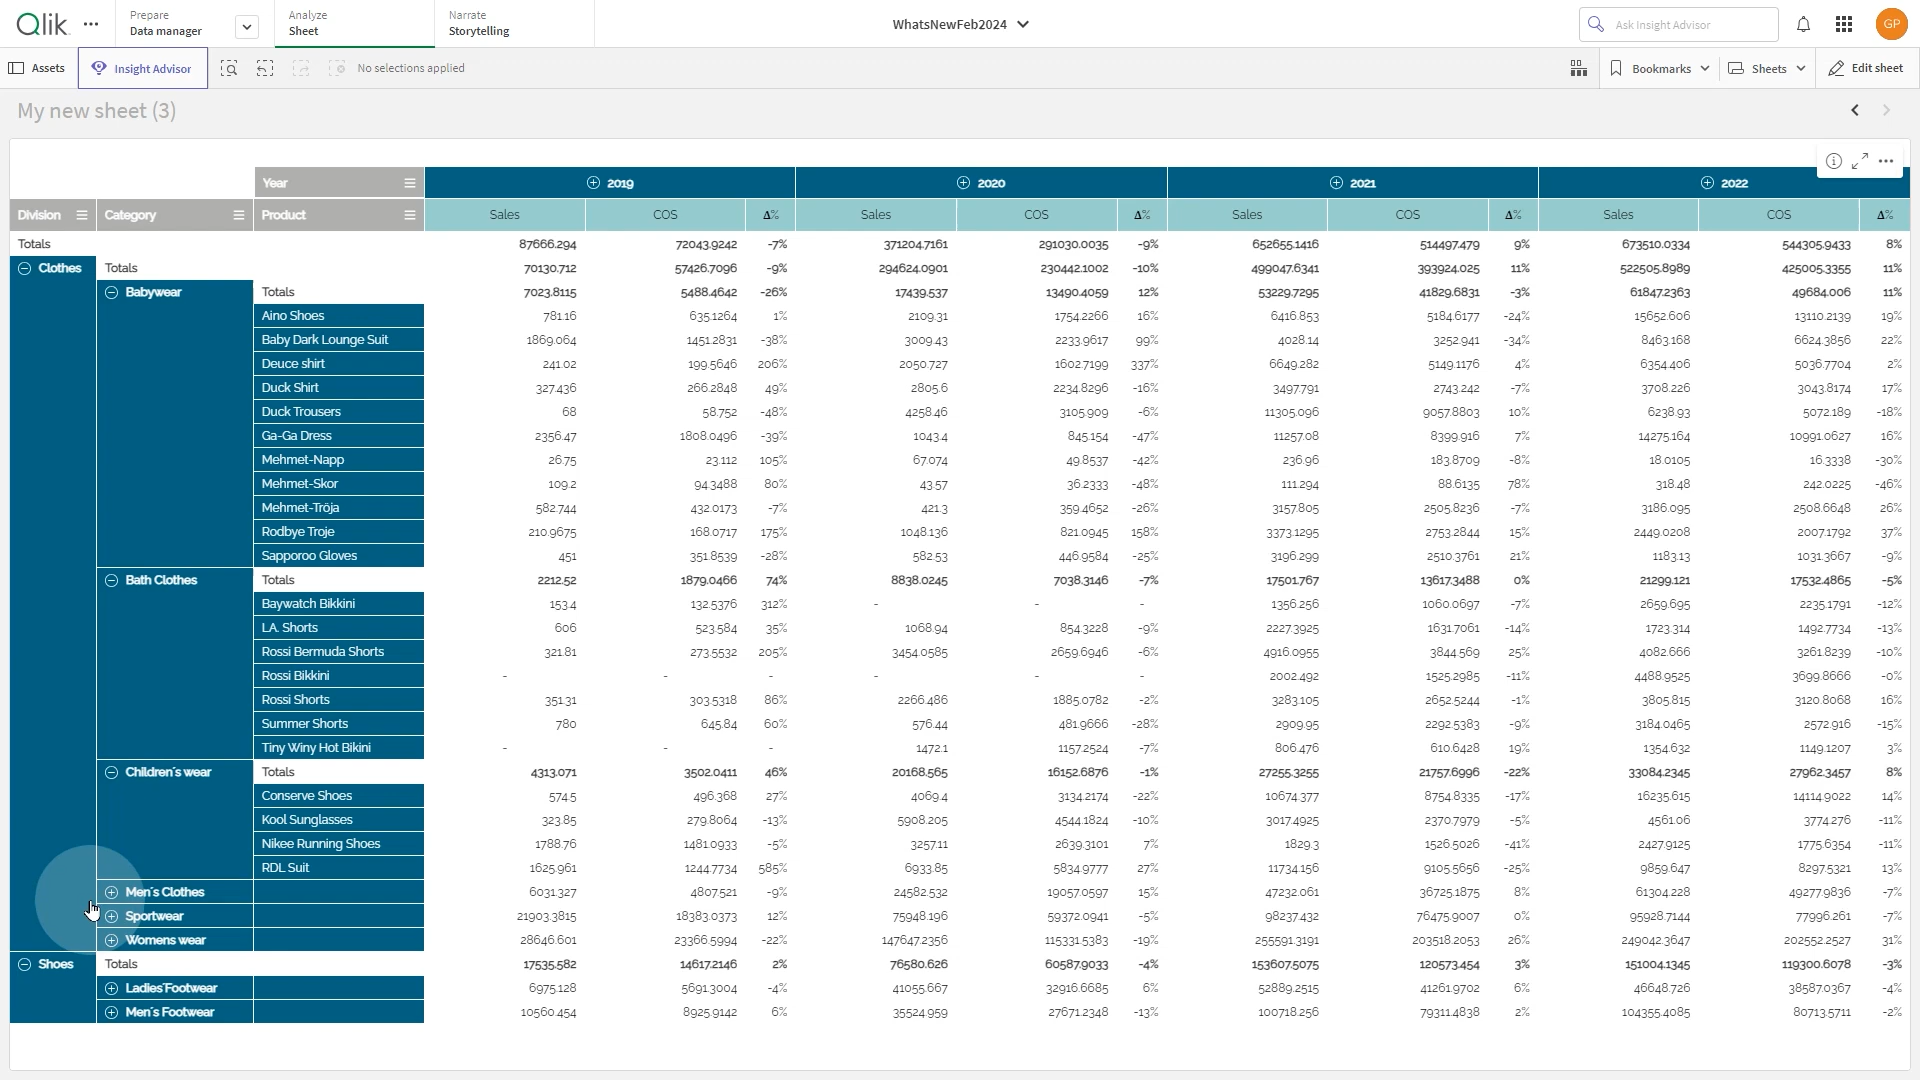 Qlik
Prepare
Data manager
Analyze
Sheet
Narrate
Storytelling
WhatsNewFeb2024
Ask Insight Advisor
GP
Assets
Insight Advisor
No selections applied
Bookmarks
Sheets
Edit sheet
My new sheet (3)
Year 2019 2020 2021 2022
Division Category Product Sales COS Δ% Sales COS Δ% Sales COS Δ% Sales COS Δ%
Totals 87666.294 72043.9242 -7% 371204.7161 291030.0035 -9% 652655.1416 514497.479 9% 673510.0334 544305.9433 8%
Clothes Totals 70130.712 57426.7096 -9% 294624.0901 230442.1002 -10% 499047.6341 393924.025 11% 522505.8989 425005.3355 11%
Babywear Totals 7023.8115 5488.4642 -26% 17439.537 13490.4059 12% 53229.7295 41829.6831 -3% 61847.2363 49684.006 11%
Aino Shoes 781.16 635.1264 1% 2109.31 1754.2266 16% 6416.853 5184.6177 -24% 15652.606 13110.2139 19%
Baby Dark Lounge Suit 1869.064 1451.2831 -38% 3009.43 2233.9617 99% 4028.14 3252.941 -34% 8463.168 6624.3856 22%
Deuce shirt 241.02 199.5646 206% 2050.727 1602.7199 337% 6649.282 5149.1176 4% 6354.406 5036.7704 2%
Duck Shirt 327.436 266.2848 49% 2805.6 2234.8296 -16% 3497.791 2743.242 -7% 3708.226 3043.8174 17%
Duck Trousers 68 58.752 -48% 4258.46 3105.909 -6% 11305.096 9057.8803 10% 6238.93 5072.189 -18%
Ga-Ga Dress 2356.47 1808.0496 -39% 1043.4 845.154 -47% 11257.08 8399.916 7% 14275.164 10991.0627 16%
Mehmet-Napp 26.75 23.112 105% 67.074 49.8537 -42% 236.96 183.8709 -8% 18.0105 16.3338 -30%
Mehmet-Skor 109.2 94.3488 80% 43.57 36.2333 -48% 111.294 88.6135 78% 318.48 242.0225 -46%
Mehmet-Tröja 582.744 432.0173 -7% 421.3 359.4652 -26% 3157.805 2505.8236 -7% 3186.095 2508.6648 26%
Rodbye Troje 210.9675 168.0717 175% 1048.136 821.0945 158% 3373.1295 2753.2844 15% 2449.0208 2007.1792 37%
Sapporoo Gloves 451 351.8539 -28% 582.53 446.9584 -25% 3196.299 2510.3761 21% 1183.13 1031.3667 -9%
Bath Clothes Totals 2212.52 1879.0466 74% 8838.0245 7038.3146 -7% 17501.767 13617.3488 0% 21299.121 17532.4865 -5%
Baywatch Bikkini 153.4 132.5376 312% - - - 1356.256 1060.0697 -7% 2659.695 2235.1791 -12%
L.A. Shorts 606 523.584 35% 1068.94 854.3228 -9% 2227.3925 1631.7061 -14% 1723.314 1492.7734 -13%
Rossi Bermuda Shorts 321.81 273.5532 205% 3454.0585 2659.6946 -6% 4916.0955 3844.569 25% 4082.666 3261.8239 -10%
Rossi Bikkini - - - - - - 2002.492 1525.2985 -11% 4488.9525 3699.8666 -0%
Rossi Shorts 351.31 303.5318 86% 2266.486 1885.0782 -2% 3283.105 2652.5244 -1% 3805.815 3120.8068 16%
Summer Shorts 780 645.84 60% 576.44 481.9666 -28% 2909.95 2292.5383 -9% 3184.0465 2572.916 -15%
Tiny Winy Hot Bikini - - - 1472.1 1157.2524 -7% 806.476 610.6428 19% 1354.632 1149.1207 3%
Children´s wear Totals 4313.071 3502.0411 46% 20168.565 16152.6876 -1% 27255.3255 21757.6996 -22% 33084.2345 27962.3457 8%
Conserve Shoes 574.5 496.368 27% 4069.4 3134.2174 -22% 10674.377 8754.8335 -17% 16235.615 14114.9022 14%
Kool Sunglasses 323.85 279.8064 -13% 5908.205 4544.1824 -10% 3017.4925 2370.7979 -5% 4561.06 3774.276 -11%
Nikee Running Shoes 1788.76 1481.0933 -5% 3257.11 2639.3101 7% 1829.3 1526.5026 -41% 2427.9125 1775.6354 -11%
RDL Suit 1625.961 1244.7734 585% 6933.85 5834.9777 27% 11734.156 9105.5656 -25% 9859.647 8297.5321 13%
Men´s Clothes 6031.327 4807.521 -9% 24582.532 19057.0597 15% 47232.061 36725.1875 8% 61304.228 49277.9836 -7%
Sportwear 21903.3815 18383.0373 12% 75948.196 59372.0941 -5% 98237.432 76475.9007 0% 95928.7144 77996.261 -7%
Womens wear 28646.601 23366.5994 -22% 147647.2356 115331.5383 -19% 255591.3191 203518.2053 26% 249042.3647 202552.2527 31%
Shoes Totals 17535.582 14617.2146 2% 76580.626 60587.9033 -4% 153607.5075 120573.454 3% 151004.1345 119300.6078 -3%
Ladies'Footwear 6975.128 5691.3004 -4% 41055.667 32916.6685 6% 52889.2515 41261.9702 6% 46648.726 38587.0367 -4%
Men´s Footwear 10560.454 8925.9142 6% 35524.959 27671.2348 -13% 100718.256 79311.4838 2% 104355.4085 80713.5711 -2%